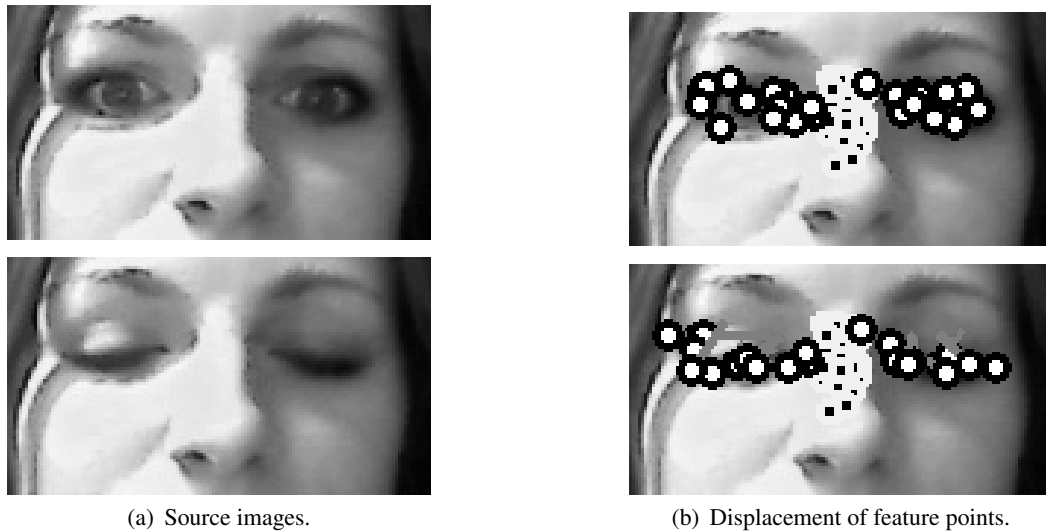 (a) Source images.
(b) Displacement of feature points.